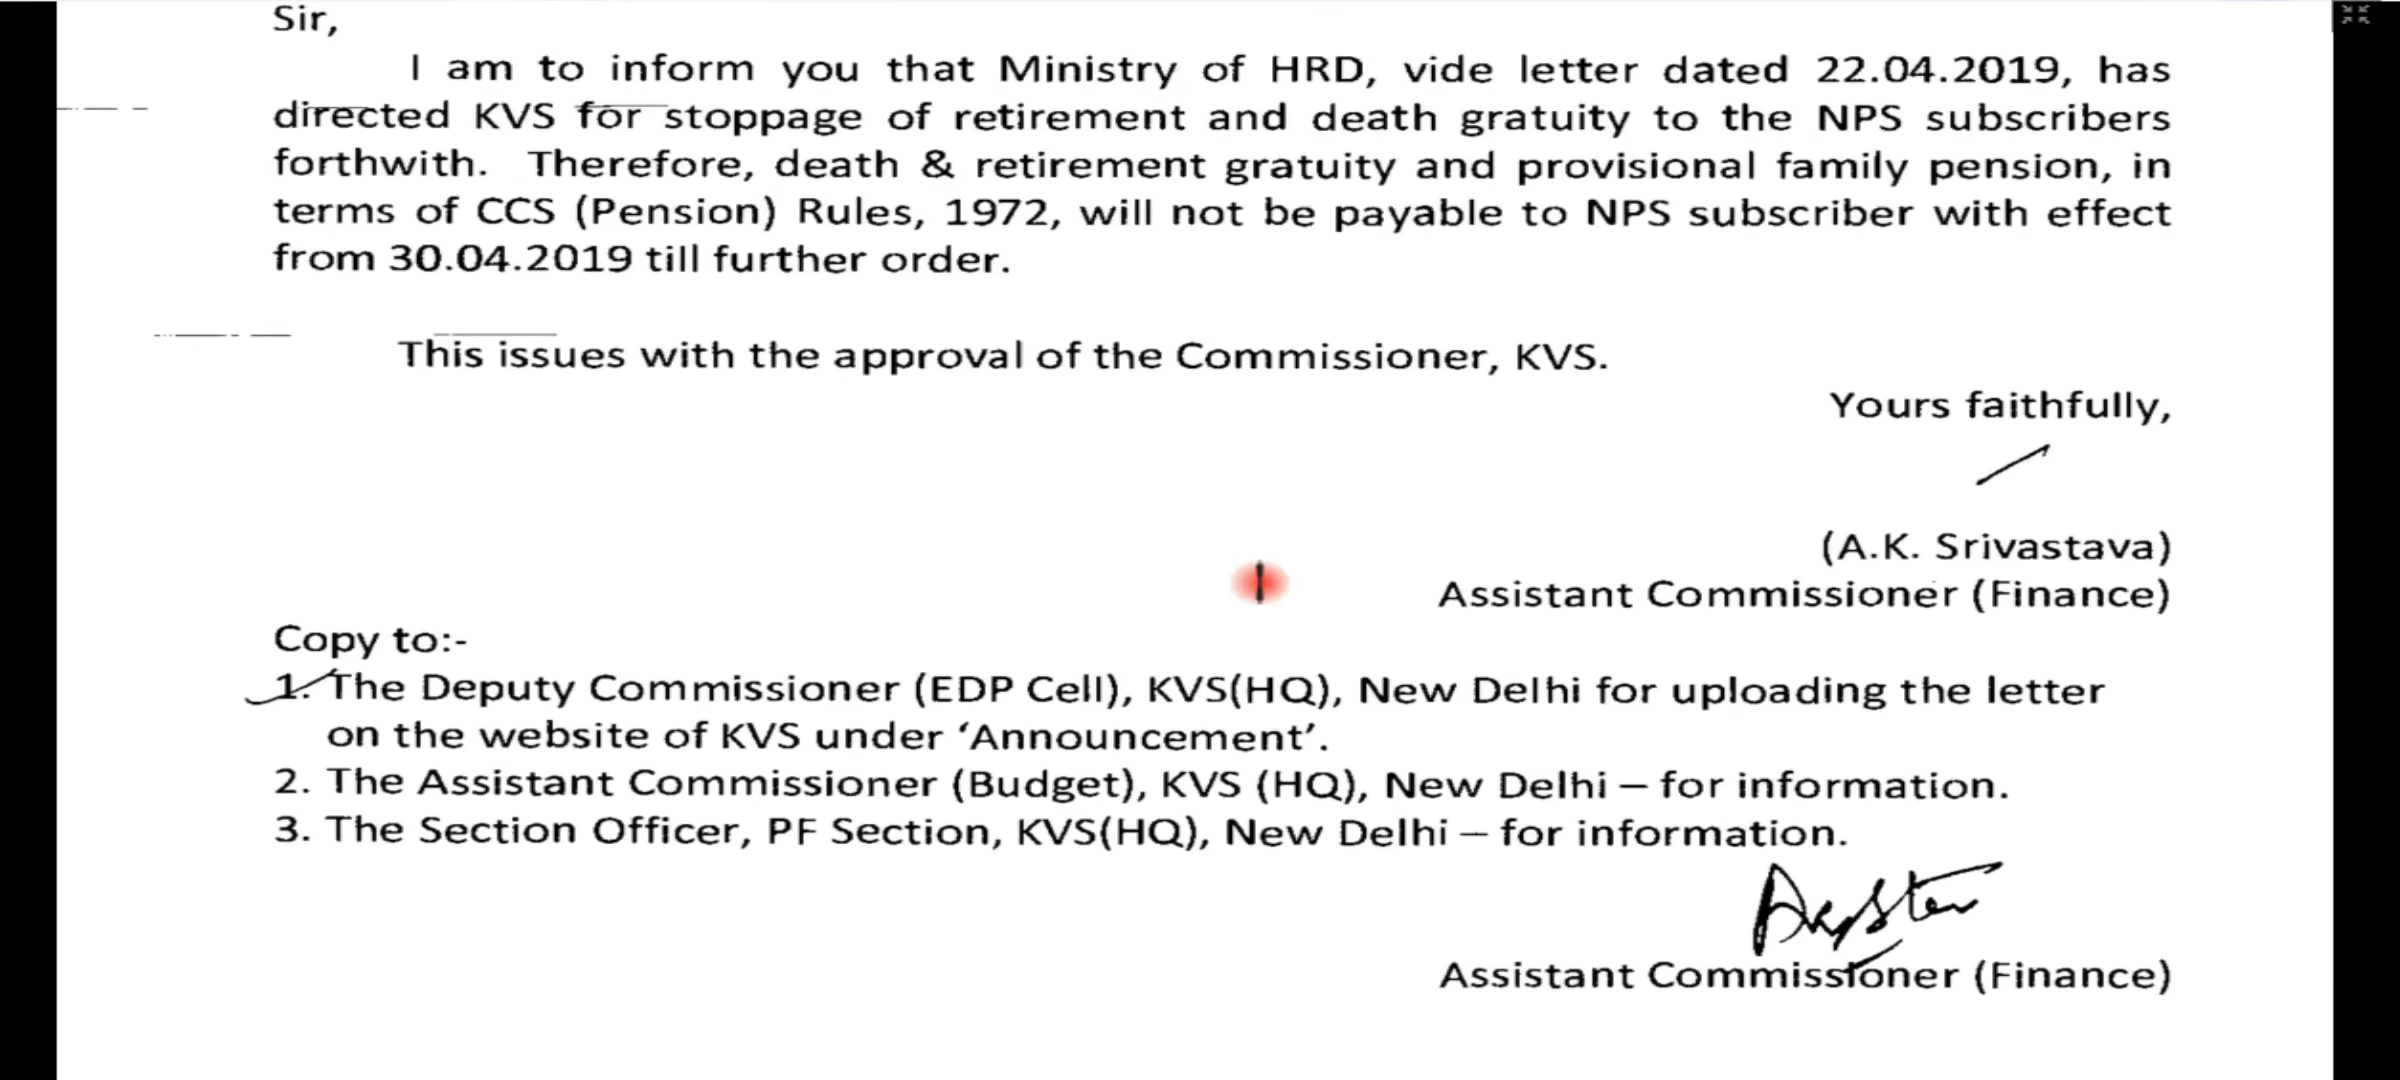 Sir,
I am to inform you that Ministry of HRD, vide letter dated 22.04.2019, has
directed KVS for stoppage of retirement and death gratuity to the NPS subscribers
forthwith. Therefore, death & retirement gratuity and provisional family pension, in
terms of CCS (Pension) Rules, 1972, will not be payable to NPS subscriber with effect
from 30.04.2019 till further order.
This issues with the approval of the Commissioner, KVS.
Yours faithfully,
(A.K. Srivastava)
Assistant Commissioner (Finance)
Copy to:-
1. The Deputy Commissioner (EDP Cell), KVS(HQ), New Delhi for uploading the letter
on the website of KVS under ‘Announcement’.
2. The Assistant Commissioner (Budget), KVS (HQ), New Delhi – for information.
3. The Section Officer, PF Section, KVS(HQ), New Delhi – for information.
Assistant Commissioner (Finance)